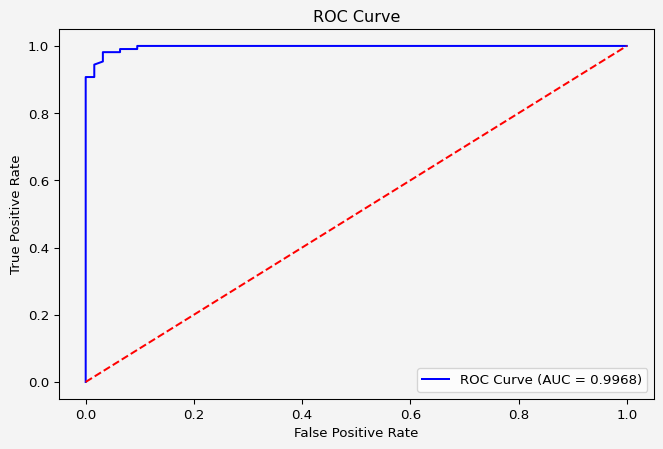 ROC Curve
True Positive Rate
1.0
0.8
0.6
0.4
0.2
0.0
ROC Curve (AUC = 0.9968)
0.0 0.2 0.4 0.6 0.8 1.0
False Positive Rate